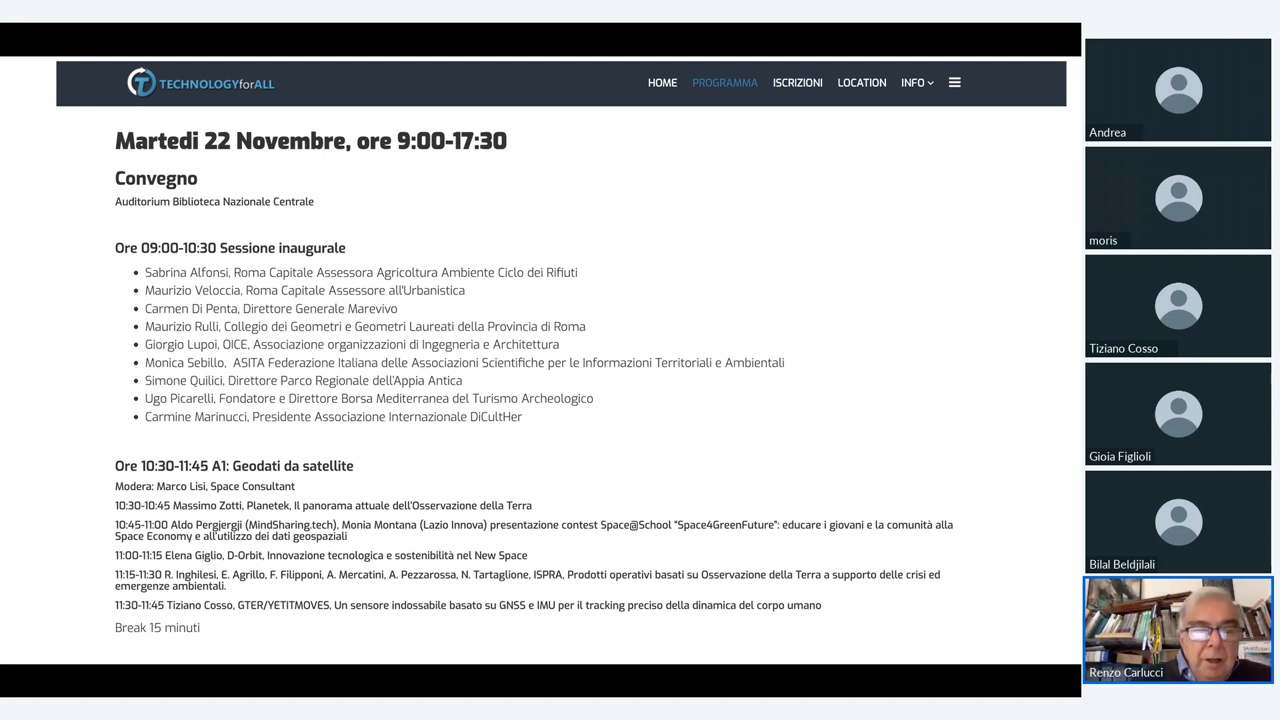 TECHNOLOGYforALL
HOME PROGRAMMA ISCRIZIONI LOCATION INFO
Martedi 22 Novembre, ore 9:00-17:30
Convegno
Auditorium Biblioteca Nazionale Centrale
Ore 09:00-10:30 Sessione inaugurale
• Sabrina Alfonsi, Roma Capitale Assessora Agricoltura Ambiente Ciclo dei Rifiuti
• Maurizio Veloccia, Roma Capitale Assessore all'Urbanistica
• Carmen Di Penta, Direttore Generale Marevivo
• Maurizio Rulli, Collegio dei Geometri e Geometri Laureati della Provincia di Roma
• Giorgio Lupoi, OICE, Associazione organizzazioni di Ingegneria e Architettura
• Monica Sebillo, ASITA Federazione Italiana delle Associazioni Scientifiche per le Informazioni Territoriali e Ambientali
• Simone Quilici, Direttore Parco Regionale dell'Appia Antica
• Ugo Picarelli, Fondatore e Direttore Borsa Mediterranea del Turismo Archeologico
• Carmine Marinucci, Presidente Associazione Internazionale DiCultHer
Ore 10:30-11:45 A1: Geodati da satellite
Modera: Marco Lisi, Space Consultant
10:30-10:45 Massimo Zotti, Planetek, Il panorama attuale dell'Osservazione della Terra
10:45-11:00 Aldo Pergjergji (MindSharing.tech), Monia Montana (Lazio Innova) presentazione contest Space@School "Space4GreenFuture": educare i giovani e la comunità alla
Space Economy e all'utilizzo dei dati geospaziali
11:00-11:15 Elena Giglio, D-Orbit, Innovazione tecnologica e sostenibilità nel New Space
11:15-11:30 R. Inghilesi, E. Agrillo, F. Filipponi, A. Mercatini, A. Pezzarossa, N. Tartaglione, ISPRA, Prodotti operativi basati su Osservazione della Terra a supporto delle crisi ed
emergenze ambientali.
11:30-11:45 Tiziano Cosso, GTER/YETITMOVES, Un sensore indossabile basato su GNSS e IMU per il tracking preciso della dinamica del corpo umano
Break 15 minuti
Andrea
moris
Tiziano Cosso
Gioia Figlioli
Bilal Beldjilali
Renzo Carlucci